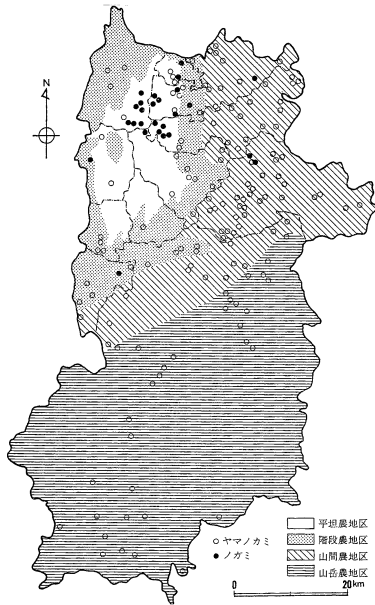 N
○ ヤマノカミ
● ノガミ
平坦農地区
階段農地区
山間農地区
山岳農地区
0 20km